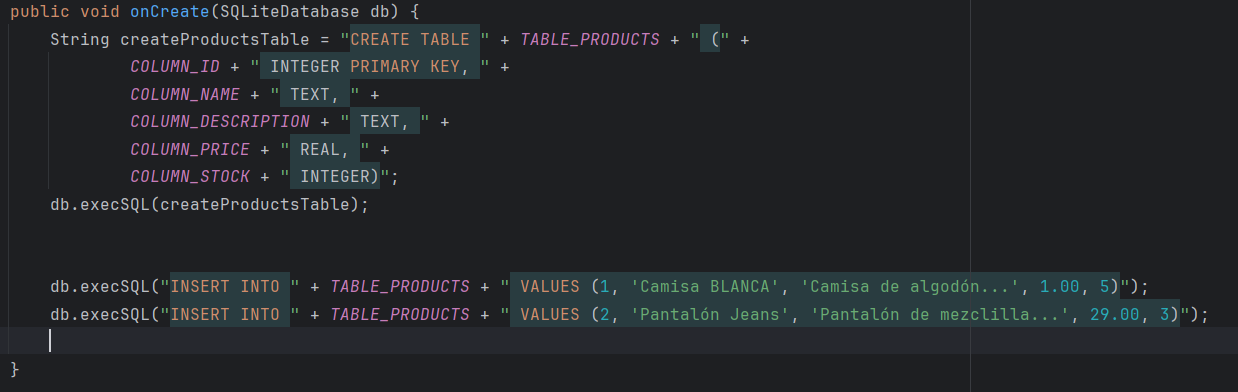 public void onCreate(SQLiteDatabase db) {
String createProductsTable = "CREATE TABLE " + TABLE_PRODUCTS + " (" +
COLUMN_ID + " INTEGER PRIMARY KEY, " +
COLUMN_NAME + " TEXT, " +
COLUMN_DESCRIPTION + " TEXT, " +
COLUMN_PRICE + " REAL, " +
COLUMN_STOCK + " INTEGER)";
db.execSQL(createProductsTable);
db.execSQL("INSERT INTO " + TABLE_PRODUCTS + " VALUES (1, 'Camisa BLANCA', 'Camisa de algodón...', 1.00, 5)");
db.execSQL("INSERT INTO " + TABLE_PRODUCTS + " VALUES (2, 'Pantalón Jeans', 'Pantalón de mezclilla...', 29.00, 3)");
}